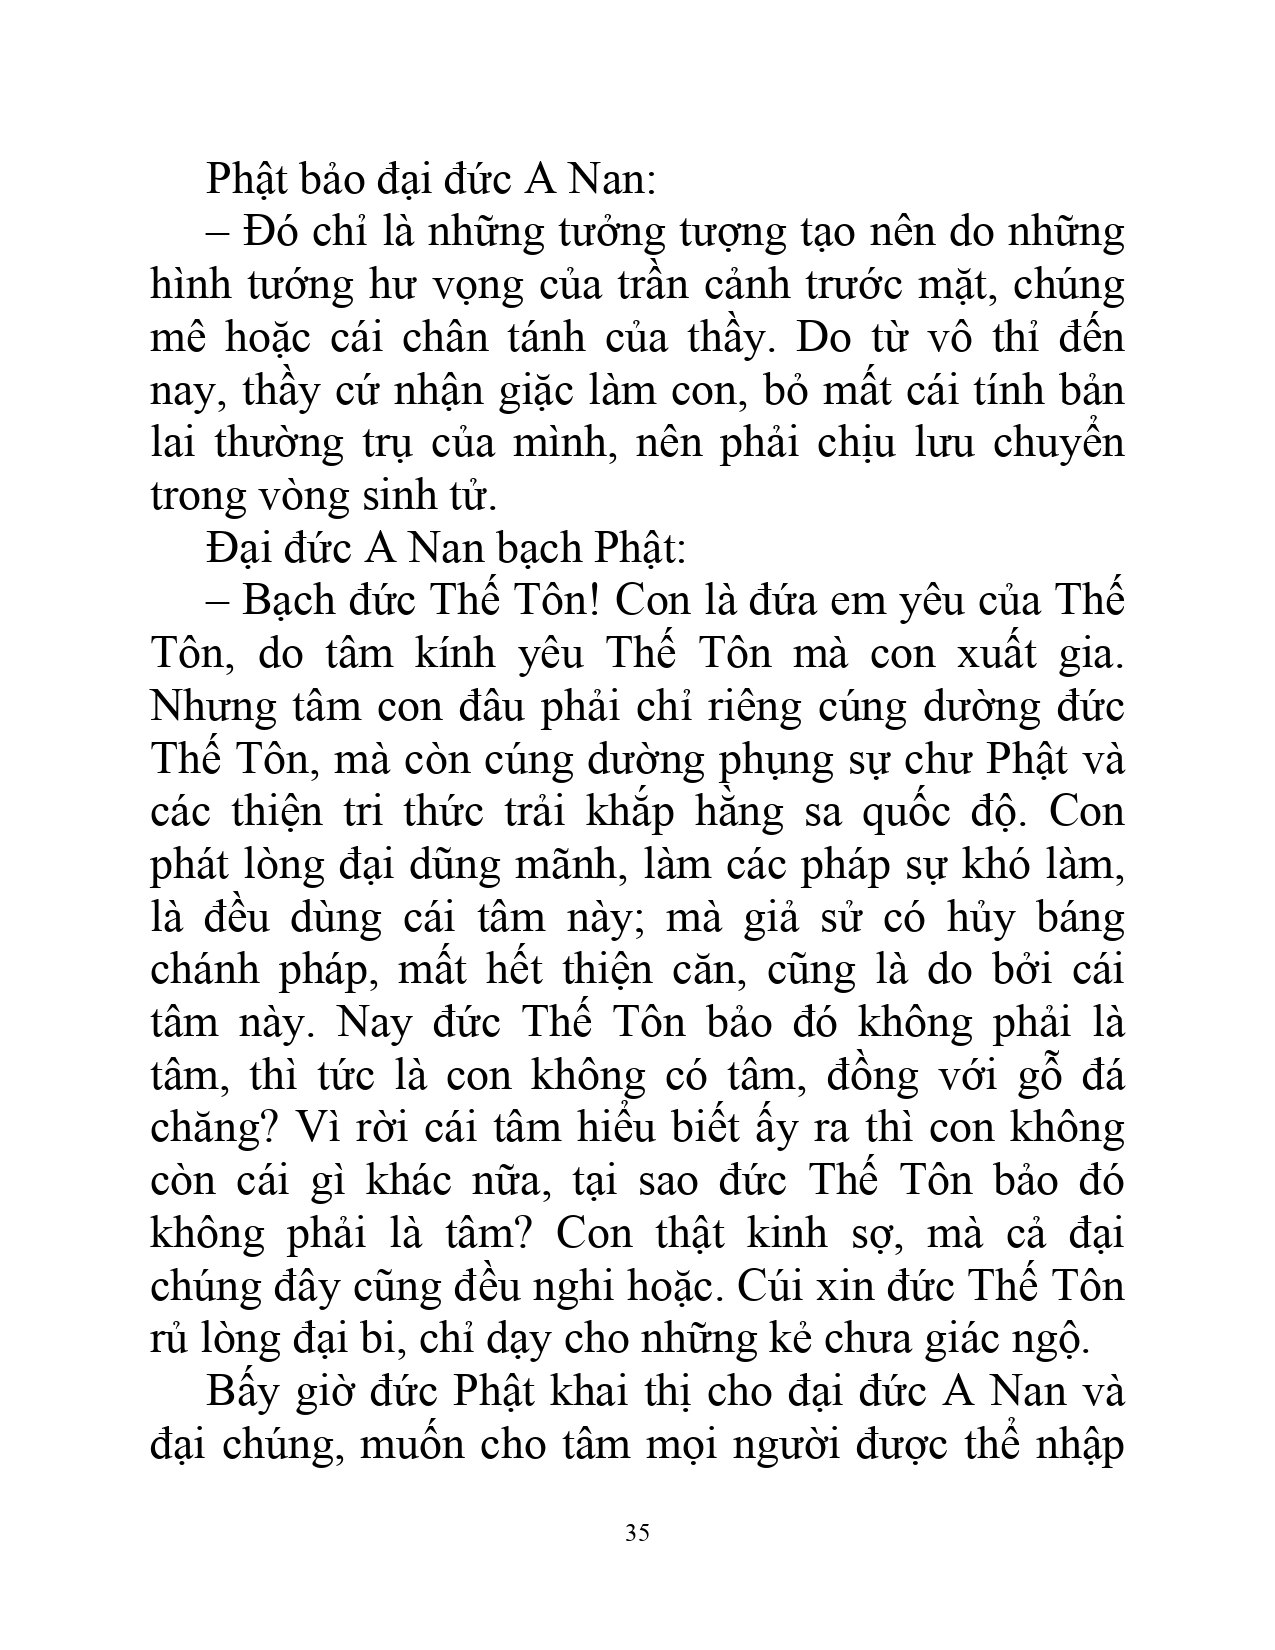 Phật bảo đại đức A Nan:
– Đó chỉ là những tưởng tượng tạo nên do những
hình tướng hư vọng của trần cảnh trước mặt, chúng
mê hoặc cái chân tánh của thầy. Do từ vô thỉ đến
nay, thầy cứ nhận giặc làm con, bỏ mất cái tính bản
lai thường trụ của mình, nên phải chịu lưu chuyển
trong vòng sinh tử.
Đại đức A Nan bạch Phật:
– Bạch đức Thế Tôn! Con là đứa em yêu của Thế
Tôn, do tâm kính yêu Thế Tôn mà con xuất gia.
Nhưng tâm con đâu phải chỉ riêng cúng dường đức
Thế Tôn, mà còn cúng dường phụng sự chư Phật và
các thiện tri thức trải khắp hằng sa quốc độ. Con
phát lòng đại dũng mãnh, làm các pháp sự khó làm,
là đều dùng cái tâm này; mà giả sử có hủy báng
chánh pháp, mất hết thiện căn, cũng là do bởi cái
tâm này. Nay đức Thế Tôn bảo đó không phải là
tâm, thì tức là con không có tâm, đồng với gỗ đá
chăng? Vì rời cái tâm hiểu biết ấy ra thì con không
còn cái gì khác nữa, tại sao đức Thế Tôn bảo đó
không phải là tâm? Con thật kinh sợ, mà cả đại
chúng đây cũng đều nghi hoặc. Cúi xin đức Thế Tôn
rủ lòng đại bi, chỉ dạy cho những kẻ chưa giác ngộ.
Bấy giờ đức Phật khai thị cho đại đức A Nan và
đại chúng, muốn cho tâm mọi người được thể nhập
35